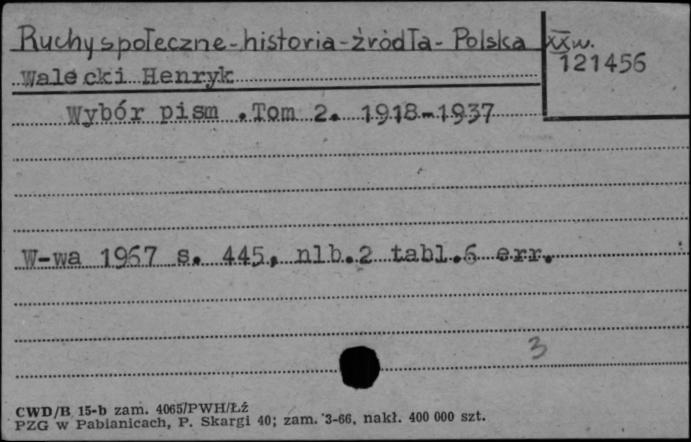 Ruchy społeczne - historia - źródła - Polska
XX w.
121456
Walecki Henryk
Wybór pism . Tom 2. 1918-1937
W-wa 1967 s. 445, nlb.2 tabl.6 err.
3
CWD/B 15-b zam. 4065/PWH/Łź
PZG w Pabianicach, P. Skargi 40; zam. 3-66, nakł. 400 000 szt.